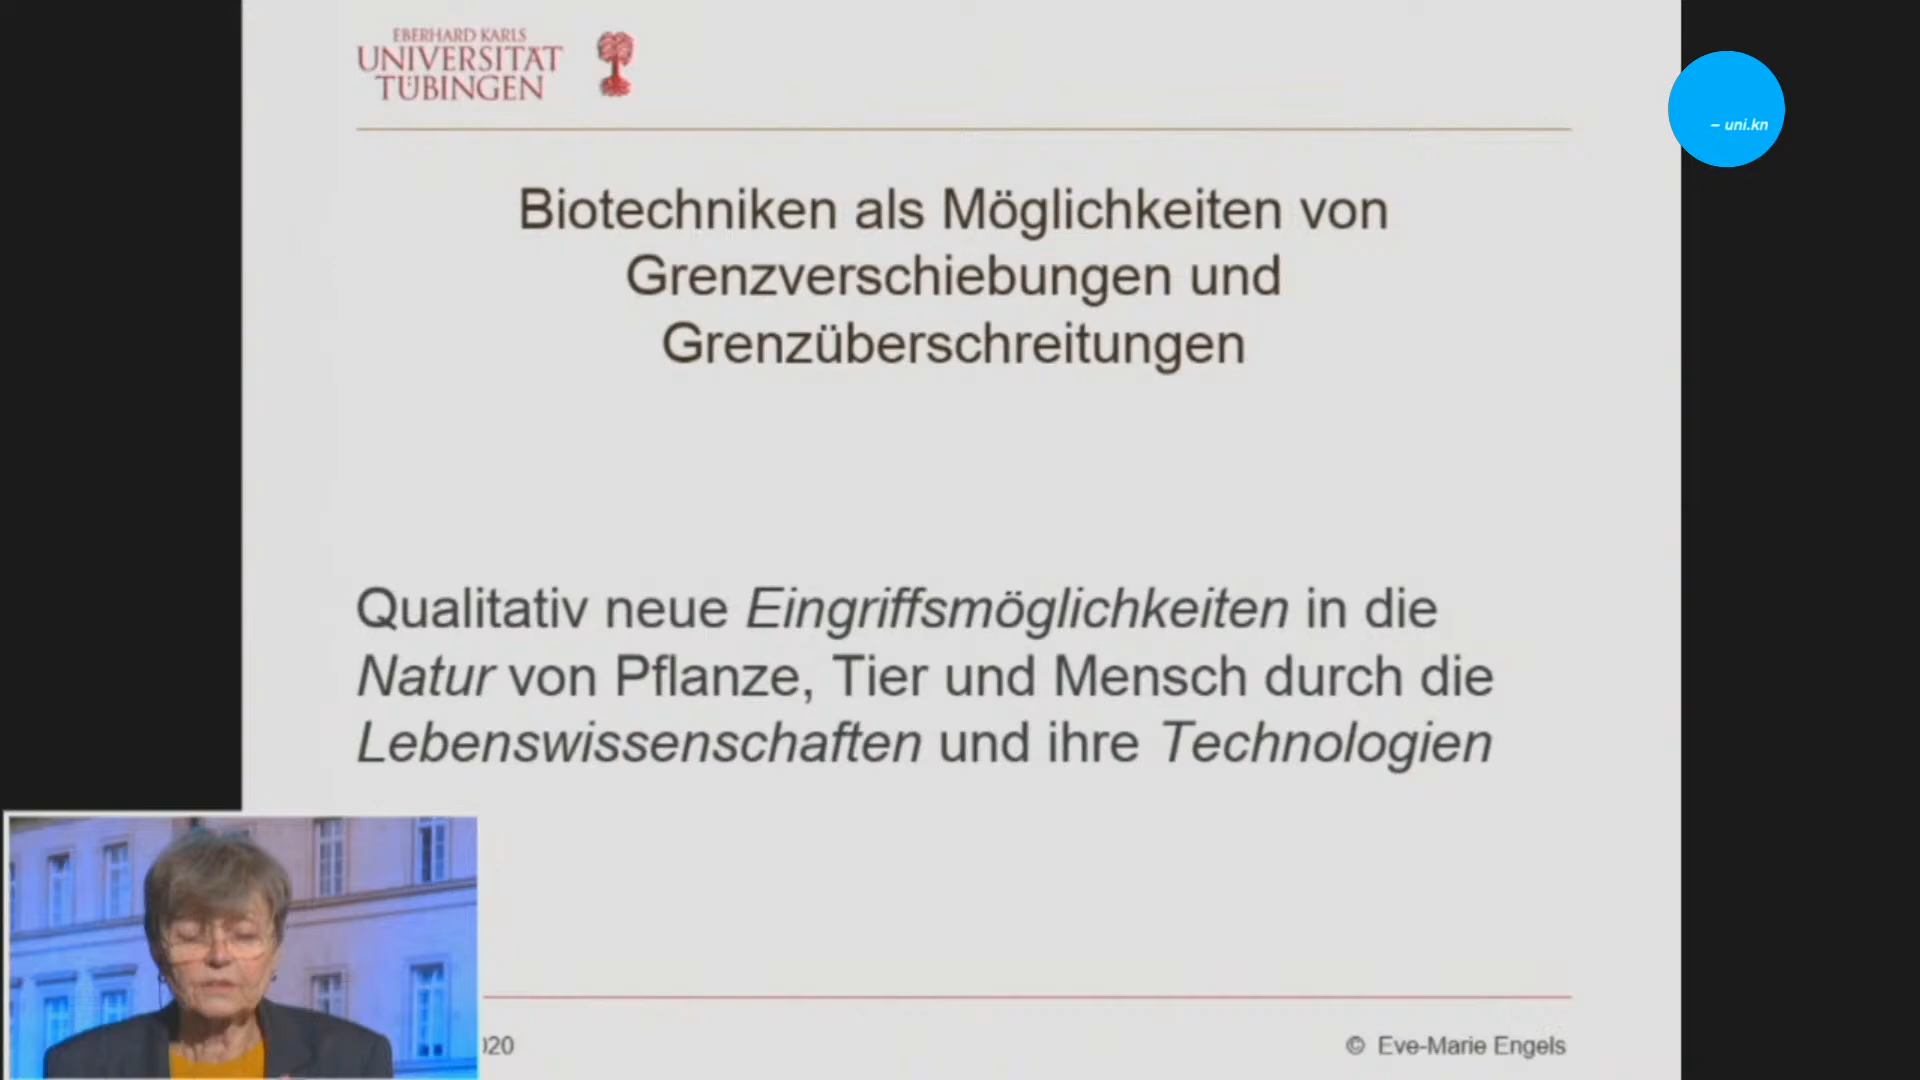 EBERHARD KARLS
UNIVERSITÄT
TÜBINGEN
– uni.kn
Biotechniken als Möglichkeiten von
Grenzverschiebungen und
Grenzüberschreitungen
Qualitativ neue Eingriffsmöglichkeiten in die
Natur von Pflanze, Tier und Mensch durch die
Lebenswissenschaften und ihre Technologien
20
© Eve-Marie Engels